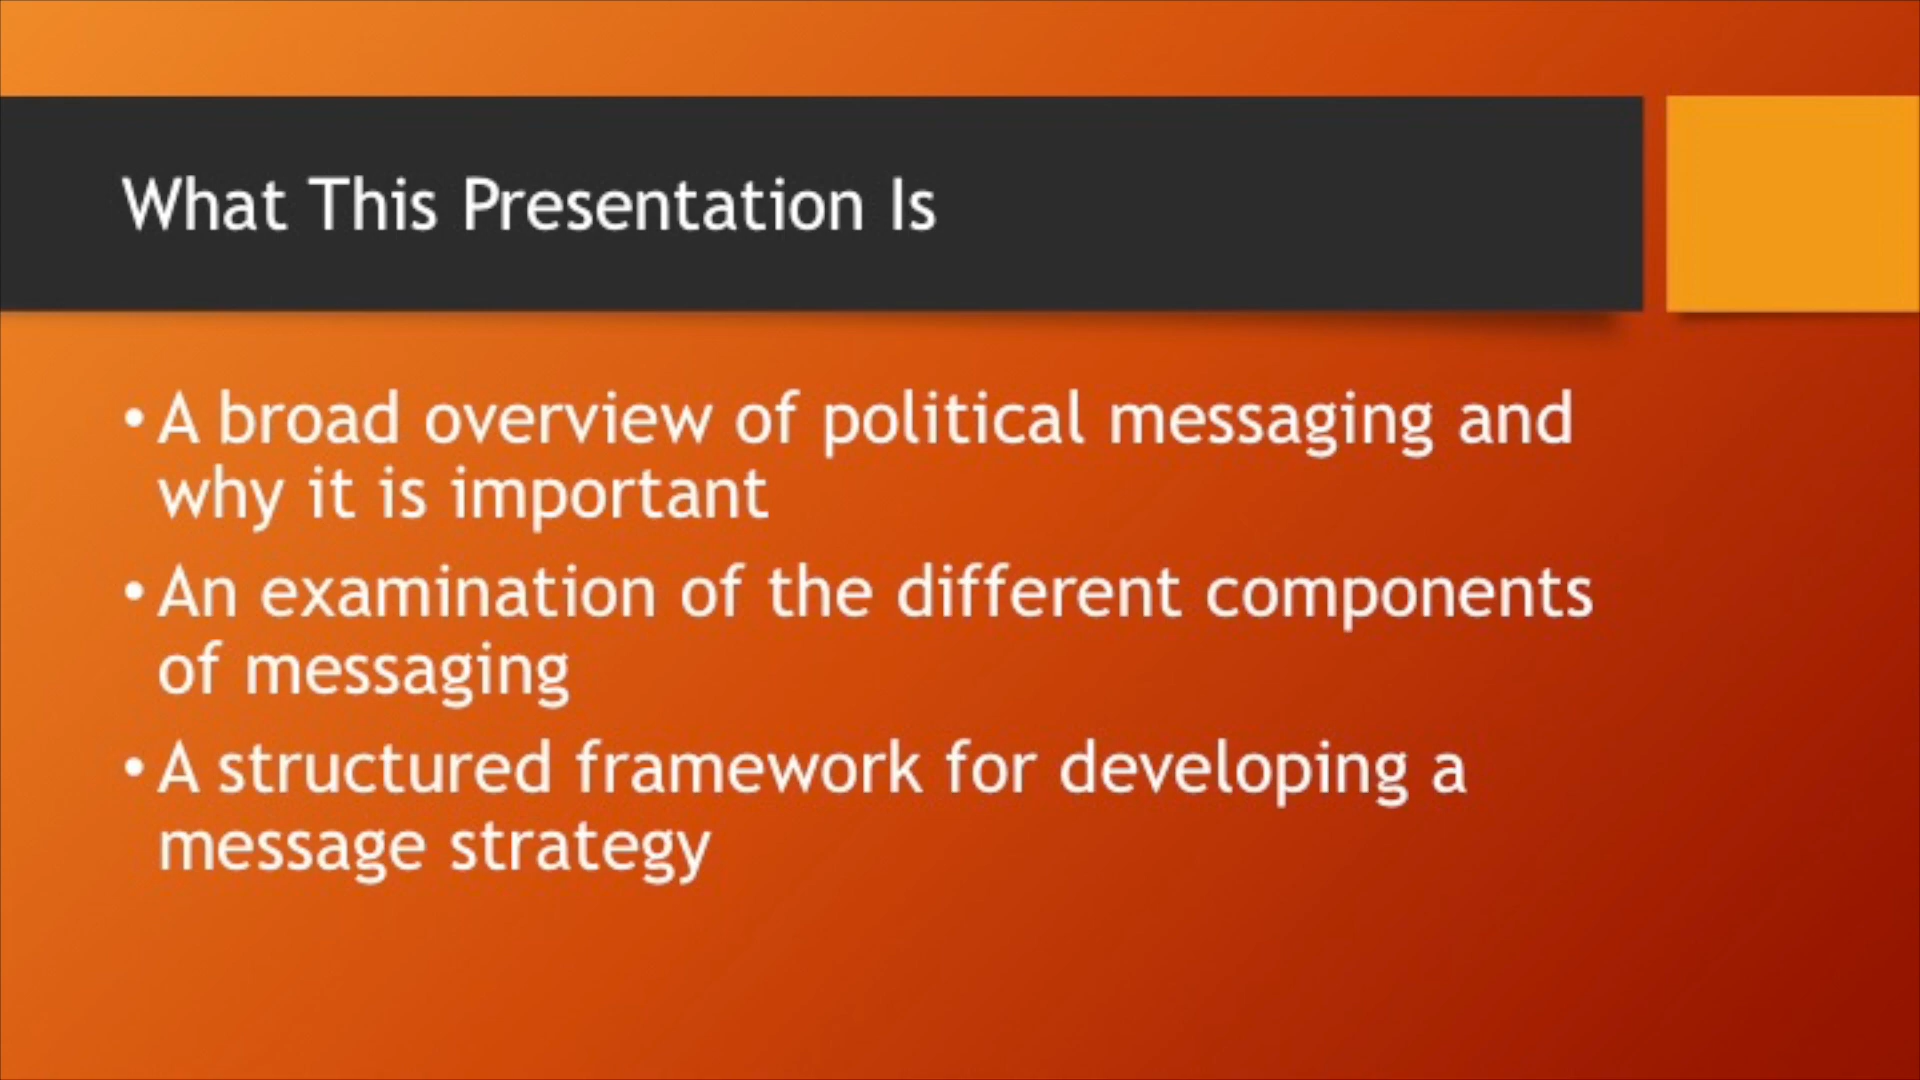 What This Presentation Is
• A broad overview of political messaging and
why it is important
• An examination of the different components
of messaging
• A structured framework for developing a
message strategy